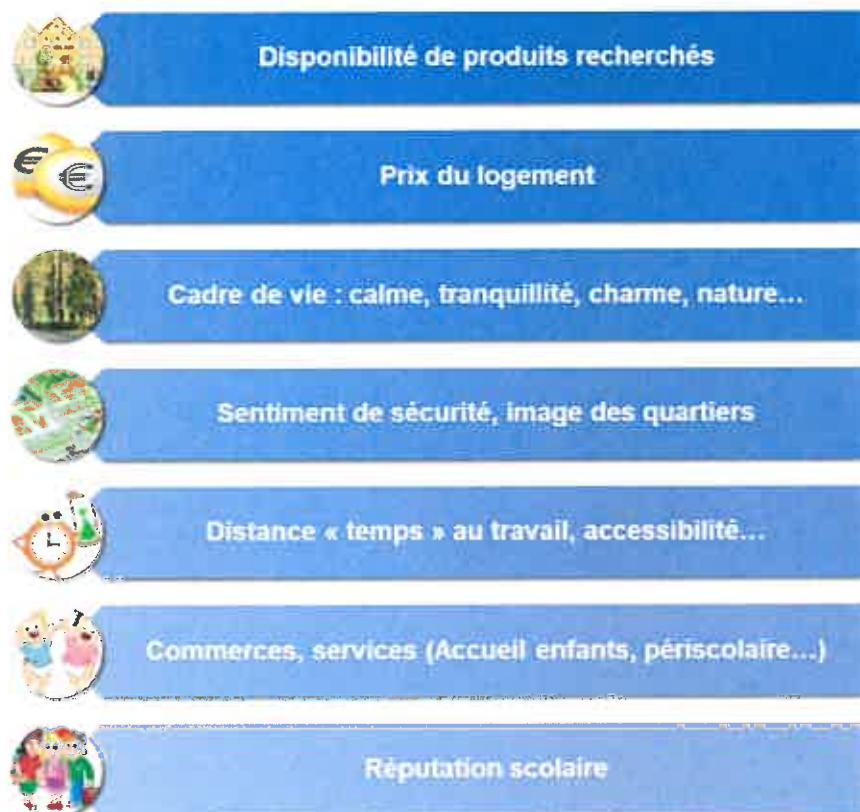 Disponibilité de produits recherchés
€ €
Prix du logement
Cadre de vie : calme, tranquillité, charme, nature...
Sentiment de sécurité, image des quartiers
Distance « temps » au travail, accessibilité...
Commerces, services (Accueil enfants, périscolaire...)
Réputation scolaire